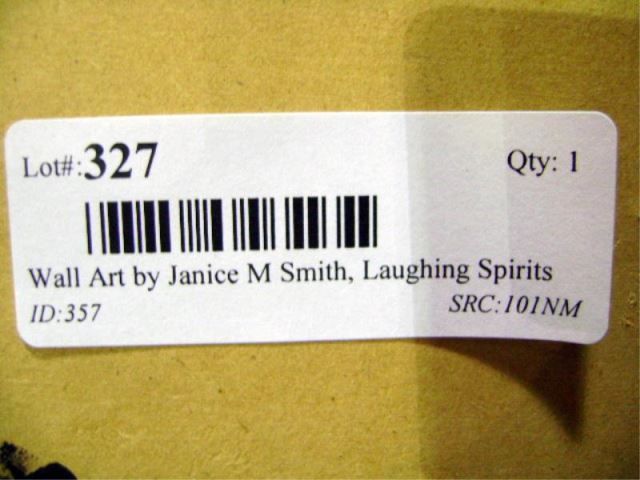 Lot#:327 Qty: 1
Wall Art by Janice M Smith, Laughing Spirits
ID:357 SRC:101NM